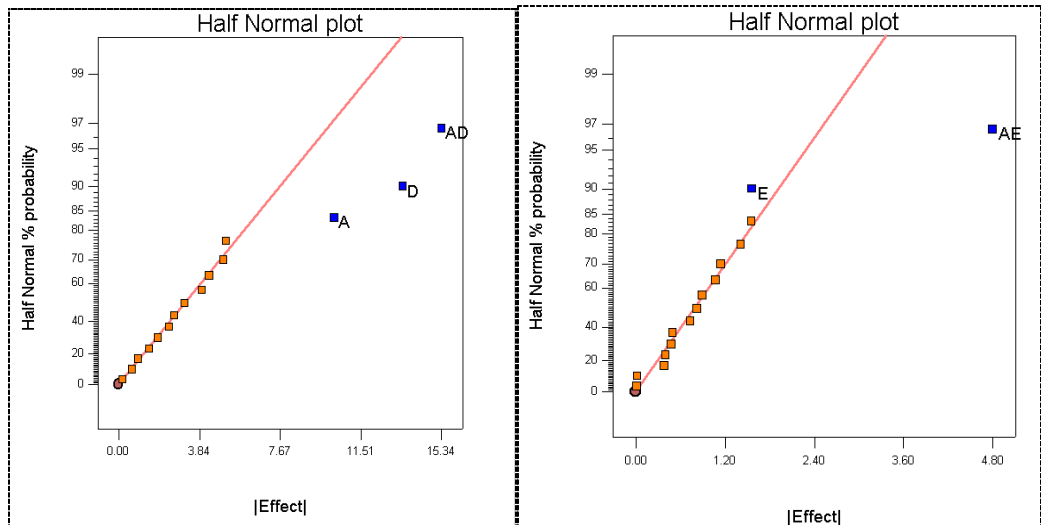 Half Normal plot
Half Normal % probability
99
97
95
90
85
80
70
60
40
20
0
AD
D
A
0.00 3.84 7.67 11.51 15.34
|Effect|
Half Normal plot
Half Normal % probability
99
97
95
90
85
80
70
60
40
20
0
AE
E
0.00 1.20 2.40 3.60 4.80
|Effect|